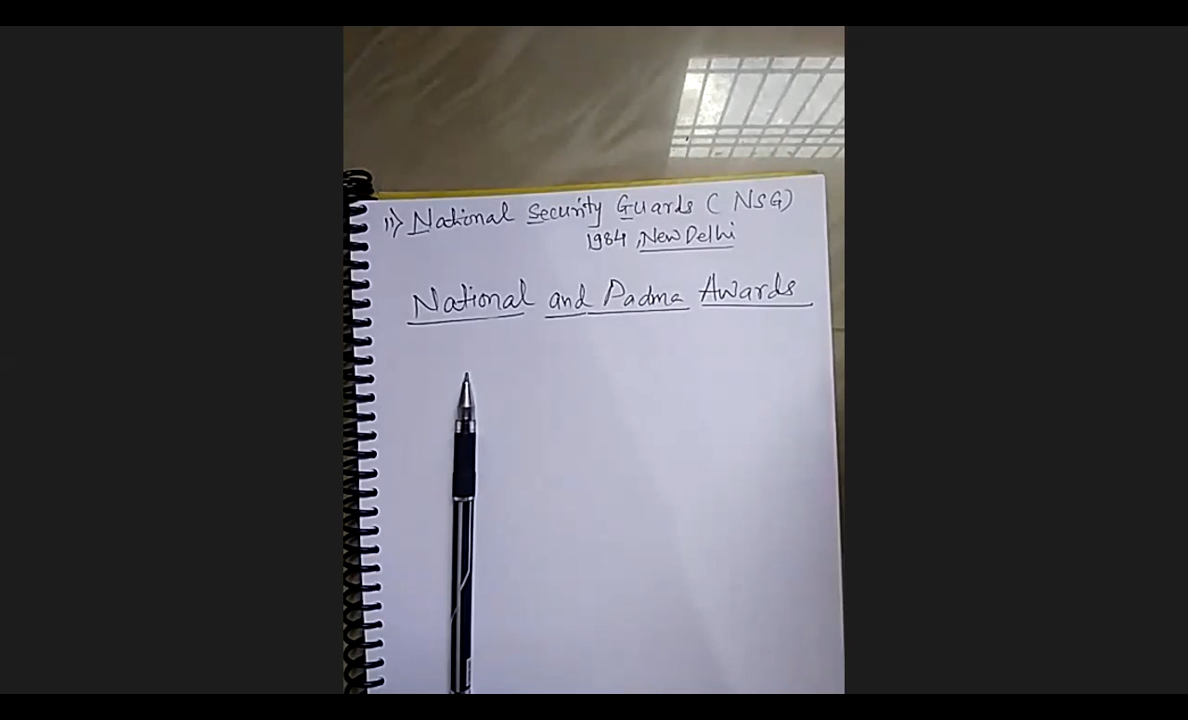 11) National Security Guards (NSG)
1984, New Delhi
National and Padma Awards